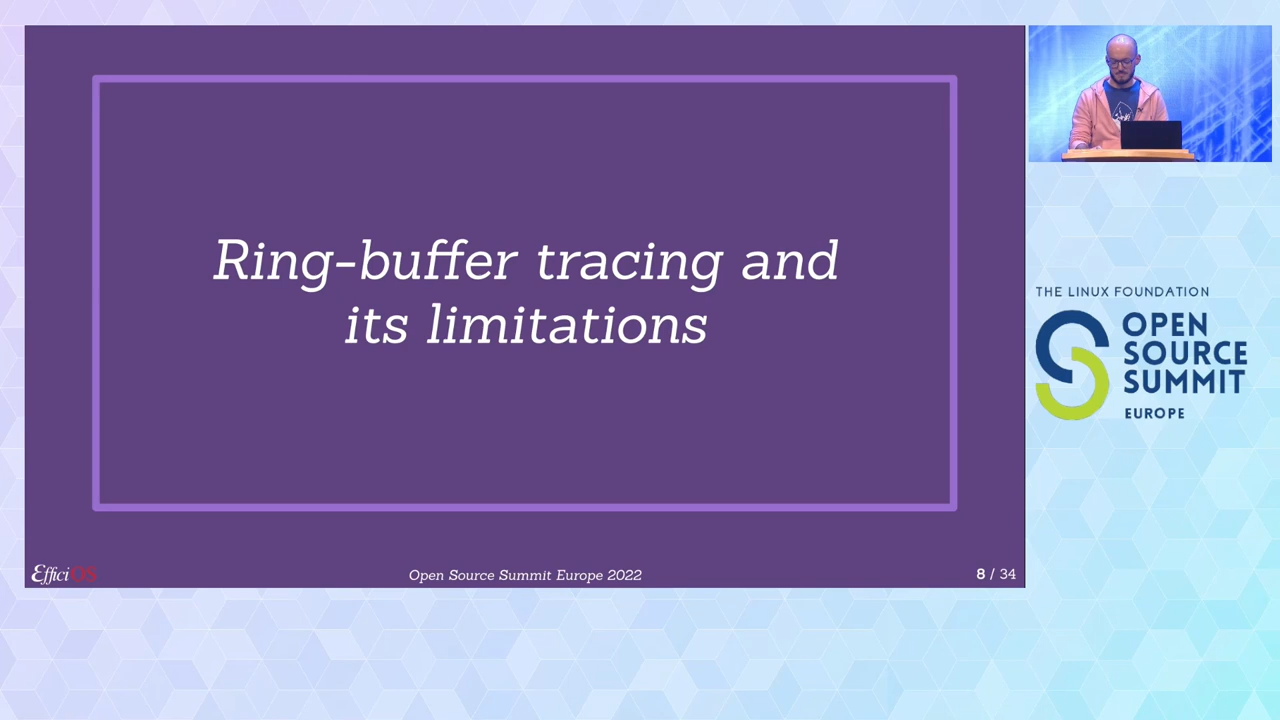 Ring-buffer tracing and
its limitations
EfficiOS
Open Source Summit Europe 2022
8 / 34
THE LINUX FOUNDATION
OPEN
SOURCE
SUMMIT
EUROPE